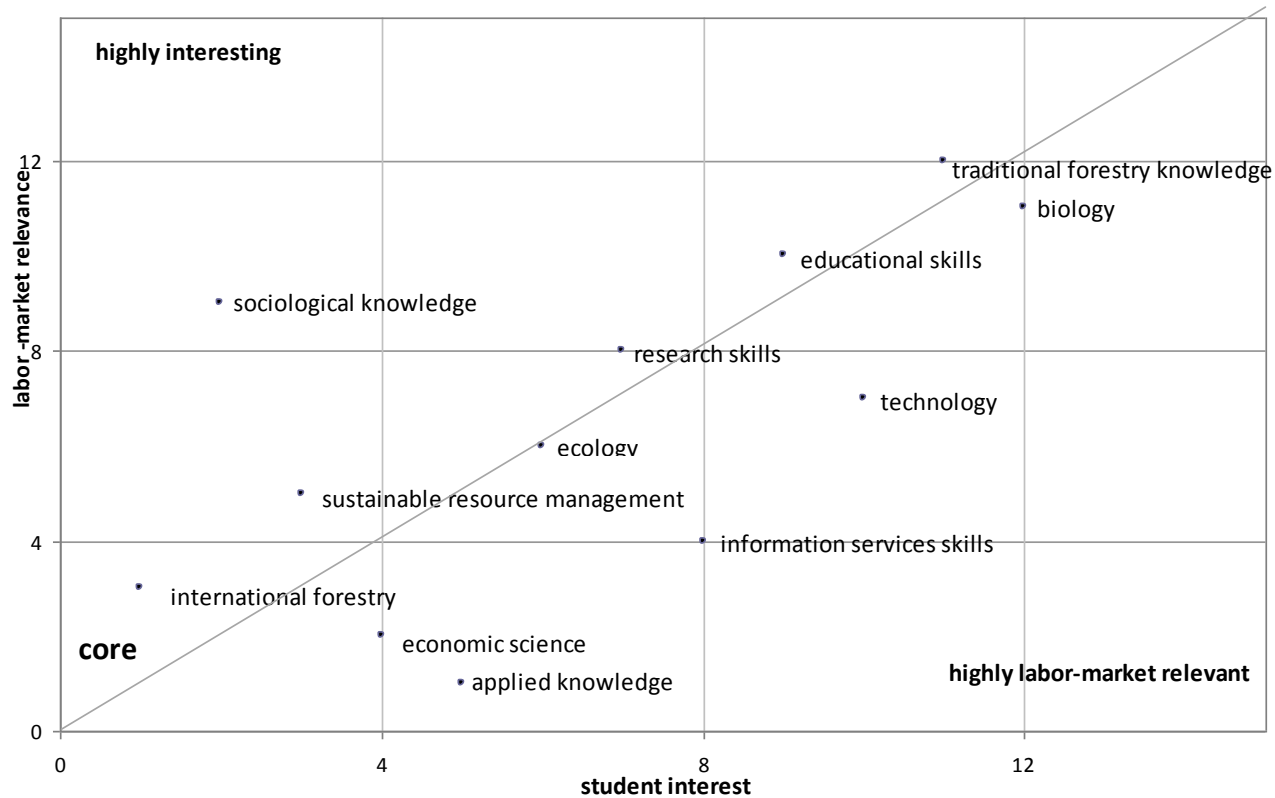 highly interesting
12
traditional forestry knowledge
biology
educational skills
sociological knowledge
labor-market relevance
8
research skills
technology
ecology
sustainable resource management
4
information services skills
international forestry
core
economic science
highly labor-market relevant
applied knowledge
0
0
4
8
12
student interest